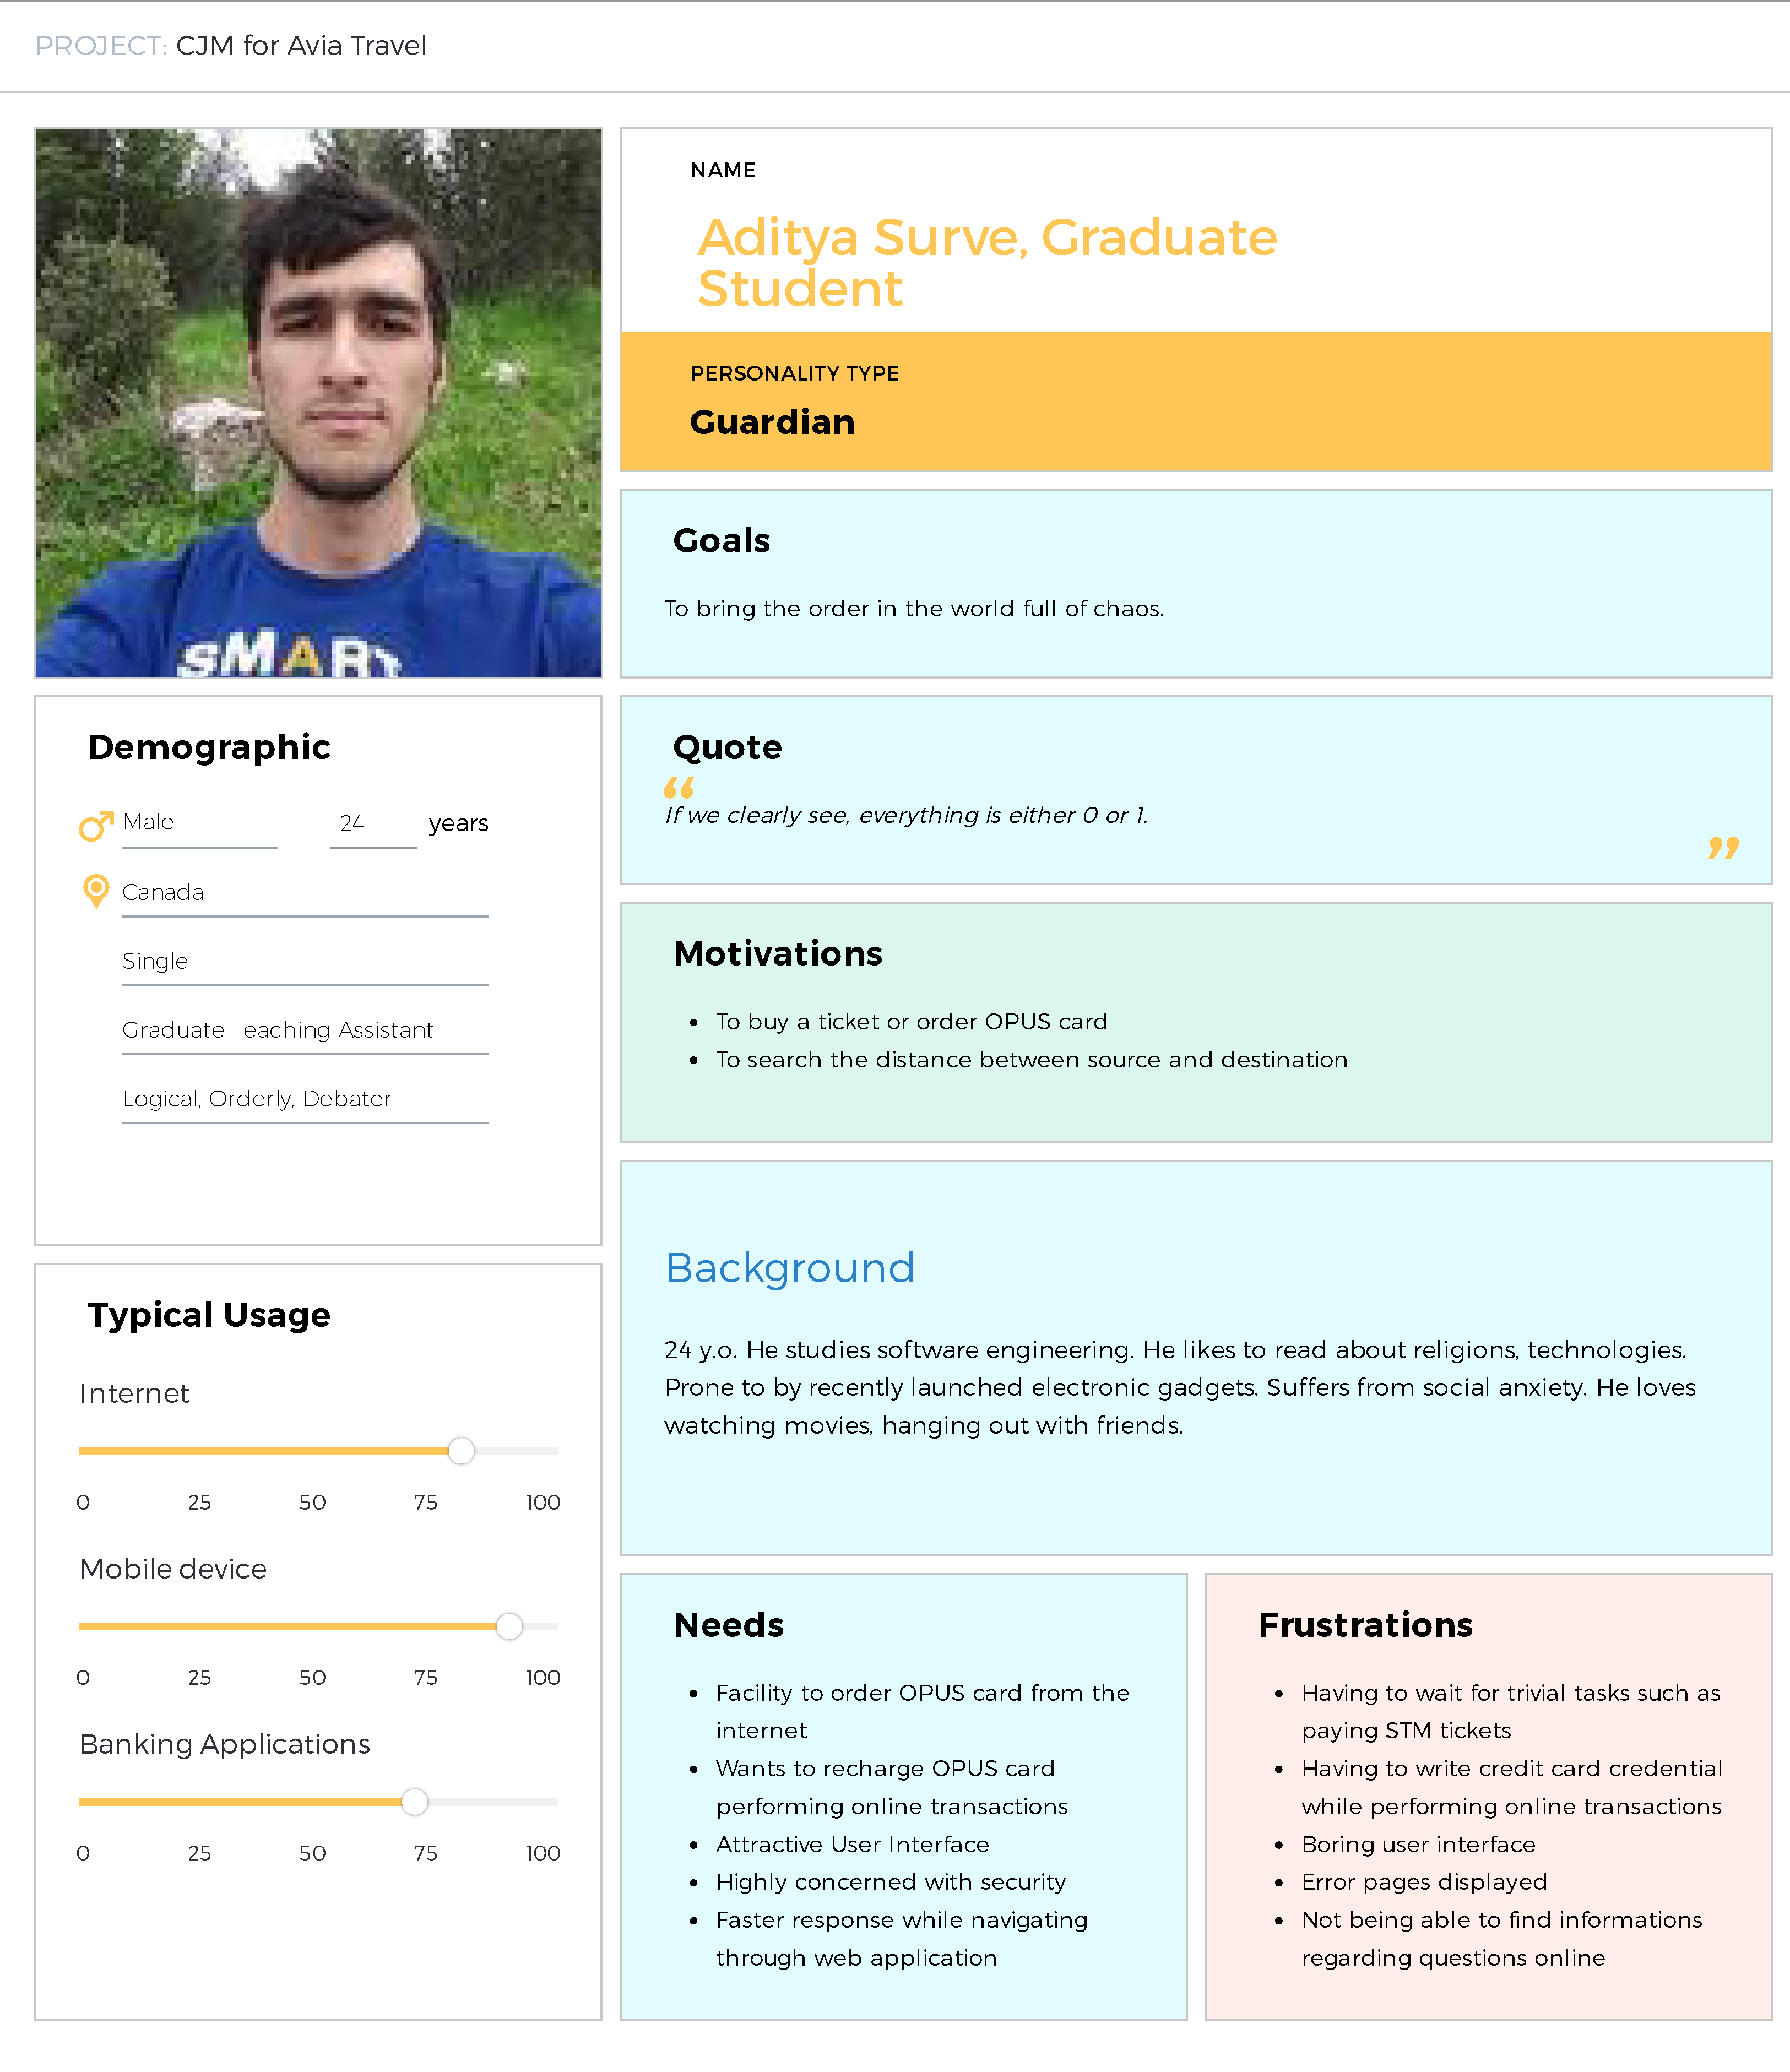 PROJECT: CJM for Avia Travel
SMART
NAME
Aditya Surve, Graduate
Student
PERSONALITY TYPE
Guardian
Goals
To bring the order in the world full of chaos.
Demographic
Male 24 years
Canada
Single
Graduate Teaching Assistant
Logical, Orderly, Debater
Quote
“
If we clearly see, everything is either 0 or 1.
”
Motivations
• To buy a ticket or order OPUS card
• To search the distance between source and destination
Typical Usage
Internet
0 25 50 75 100
Mobile device
0 25 50 75 100
Banking Applications
0 25 50 75 100
Background
24 y.o. He studies software engineering. He likes to read about religions, technologies.
Prone to by recently launched electronic gadgets. Suffers from social anxiety. He loves
watching movies, hanging out with friends.
Needs
• Facility to order OPUS card from the
internet
• Wants to recharge OPUS card
performing online transactions
• Attractive User Interface
• Highly concerned with security
• Faster response while navigating
through web application
Frustrations
• Having to wait for trivial tasks such as
paying STM tickets
• Having to write credit card credential
while performing online transactions
• Boring user interface
• Error pages displayed
• Not being able to find informations
regarding questions online